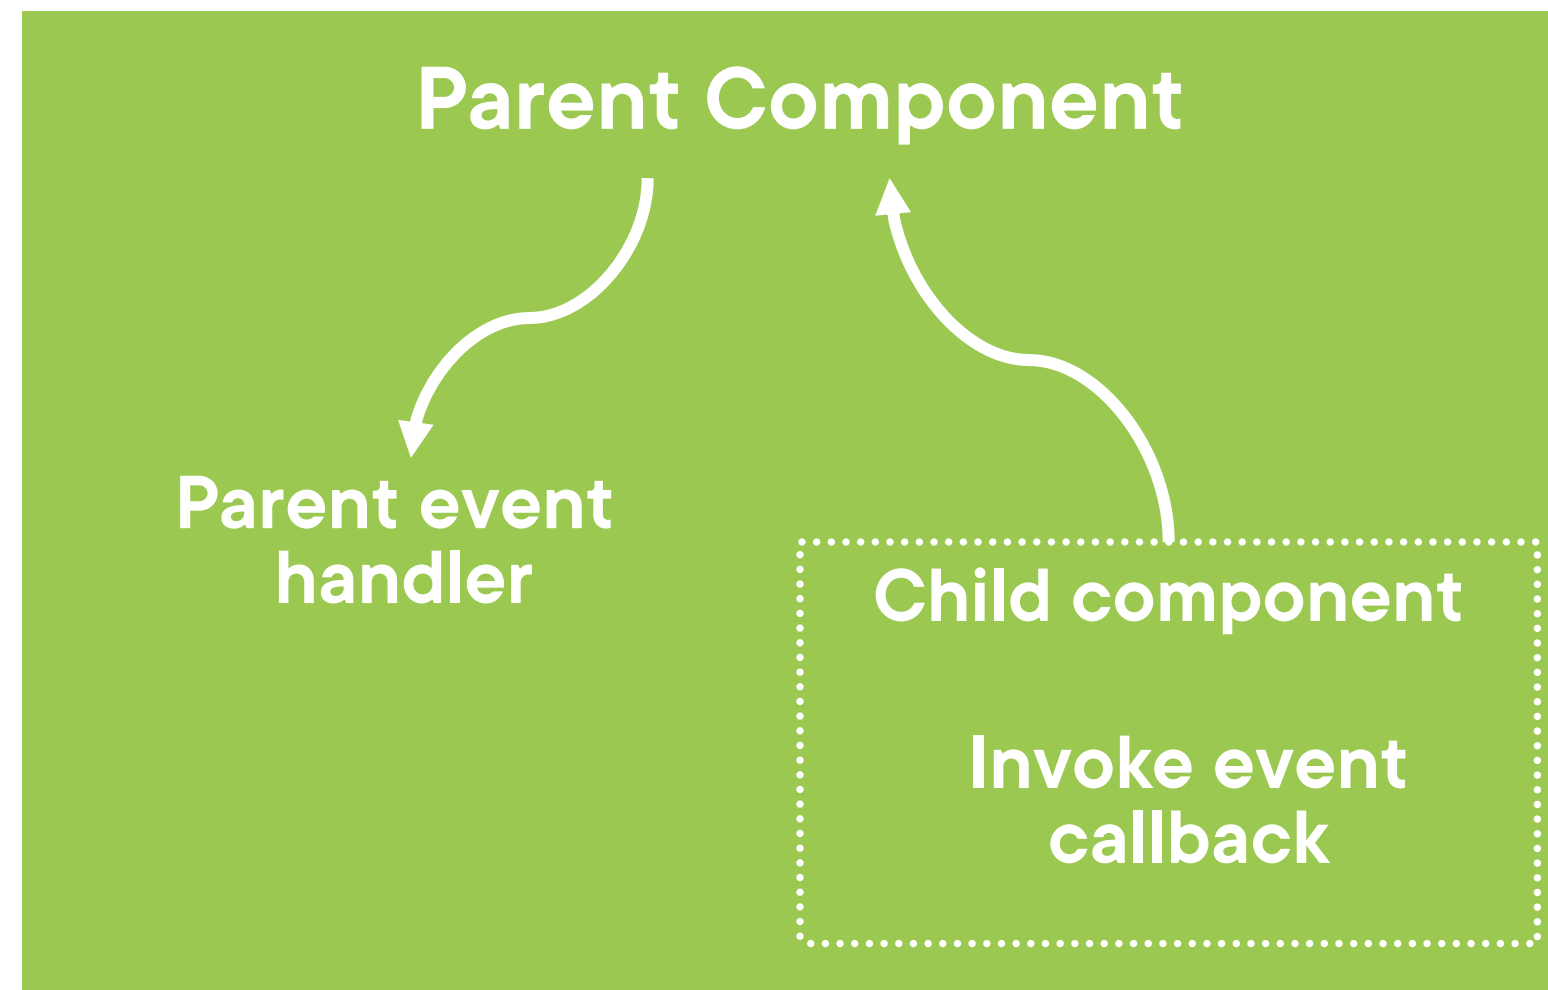 Parent Component
Parent event
handler
Child component
Invoke event
callback